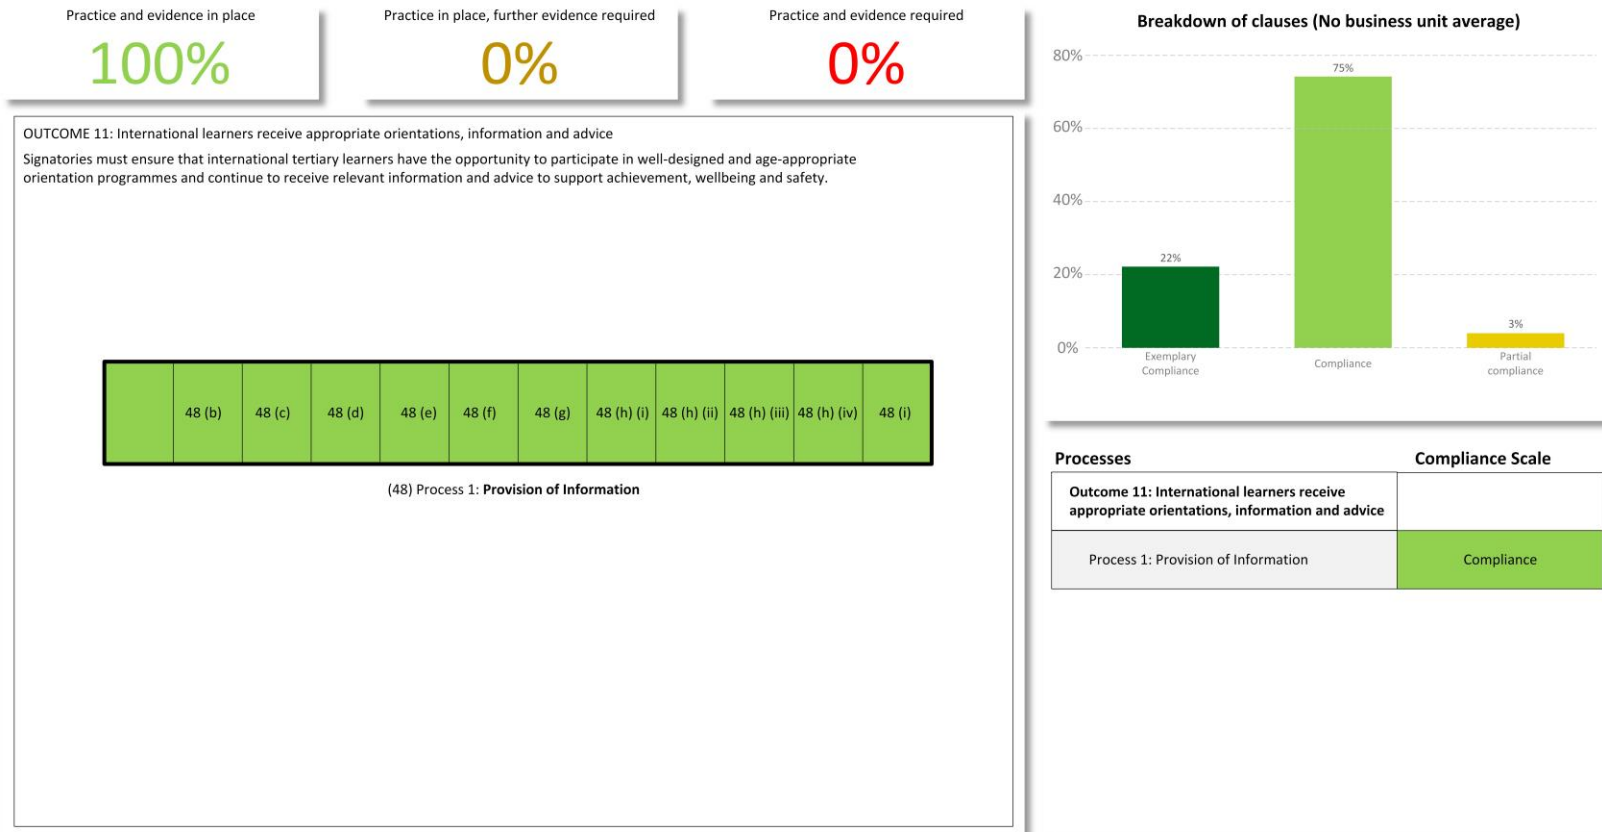 Practice and evidence in place
100%
Practice in place, further evidence required
0%
Practice and evidence required
0%
OUTCOME 11: International learners receive appropriate orientations, information and advice
Signatories must ensure that international tertiary learners have the opportunity to participate in well-designed and age-appropriate
orientation programmes and continue to receive relevant information and advice to support achievement, wellbeing and safety.
48 (b) 48 (c) 48 (d) 48 (e) 48 (f) 48 (g) 48 (h) (i) 48 (h) (ii) 48 (h) (iii) 48 (h) (iv) 48 (i)
(48) Process 1: Provision of Information
Breakdown of clauses (No business unit average)
80%
75%
60%
40%
22%
20%
3%
0%
Exemplary
Compliance
Compliance
Partial
compliance
Processes
Compliance Scale
Outcome 11: International learners receive
appropriate orientations, information and advice
Process 1: Provision of Information
Compliance